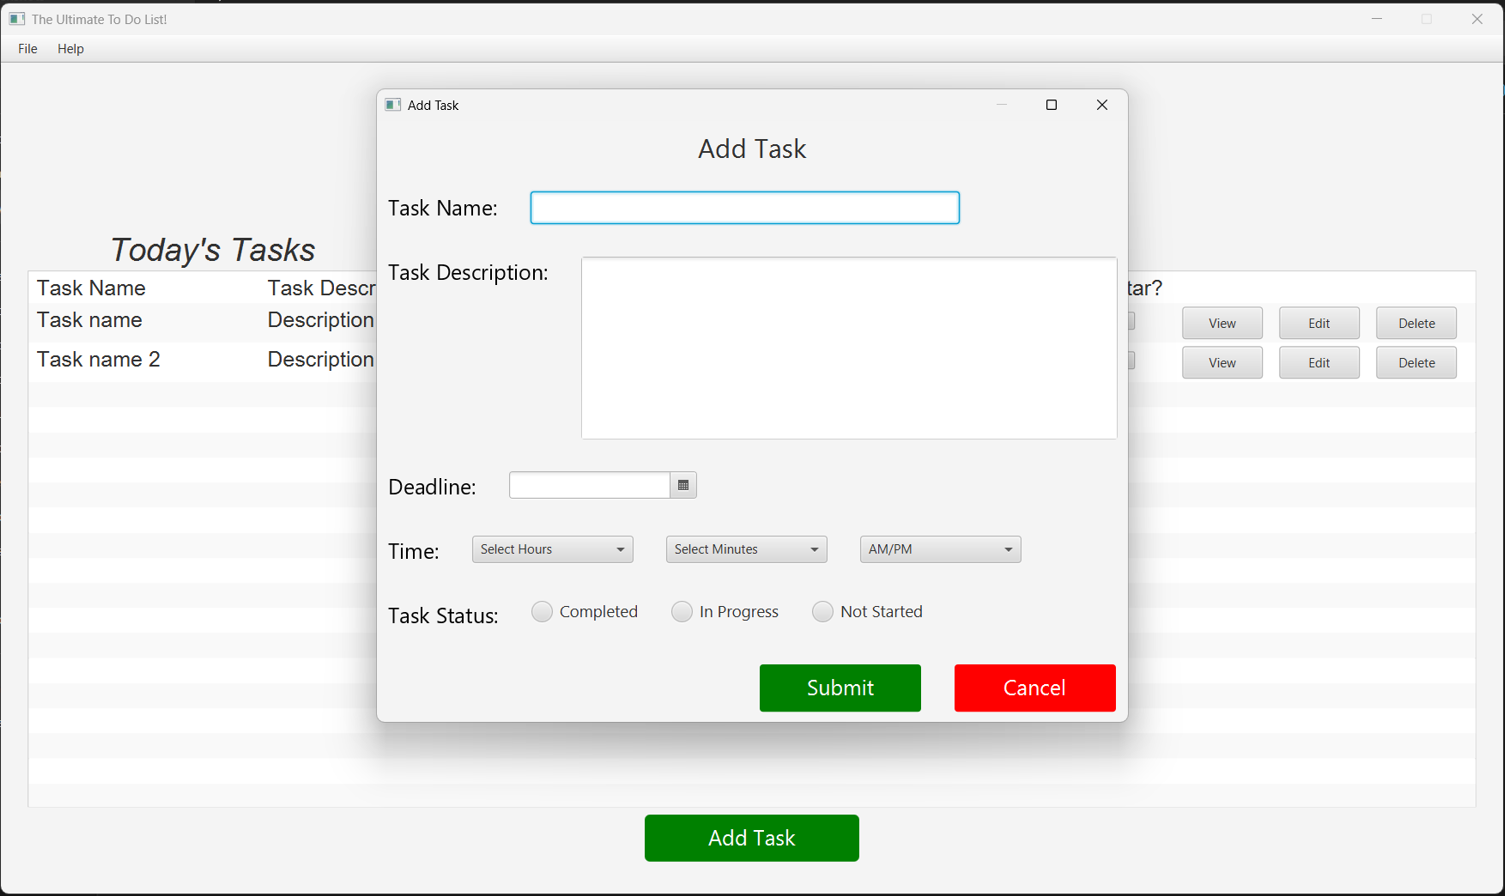 The Ultimate To Do List!
File Help
Add Task
Add Task
Task Name:
Task Description:
Deadline:
Time: Select Hours Select Minutes AM/PM
Task Status: Completed In Progress Not Started
Submit Cancel
Today's Tasks
Task Name Task Descr tar?
Task name Description View Edit Delete
Task name 2 Description View Edit Delete
Add Task